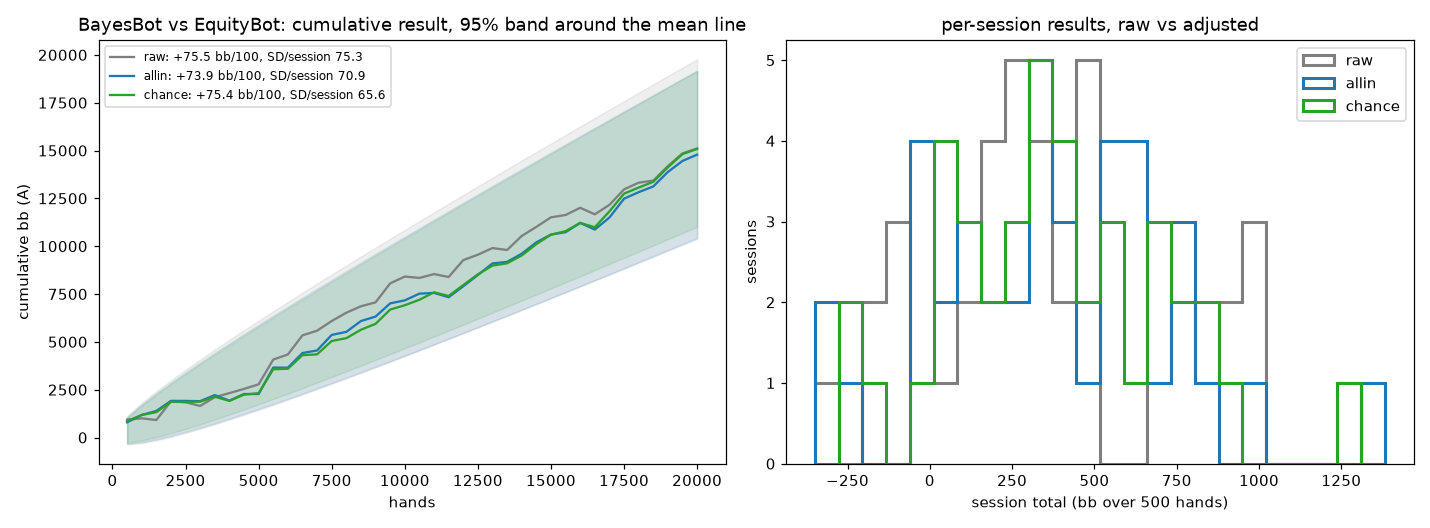 BayesBot vs EquityBot: cumulative result, 95% band around the mean line
raw: +75.5 bb/100, SD/session 75.3
allin: +73.9 bb/100, SD/session 70.9
chance: +75.4 bb/100, SD/session 65.6
20000
17500
15000
12500
10000
7500
5000
2500
0
cumulative bb (A)
0 2500 5000 7500 10000 12500 15000 17500 20000
hands
per-session results, raw vs adjusted
raw
allin
chance
5
4
3
2
1
0
sessions
−250 0 250 500 750 1000 1250
session total (bb over 500 hands)